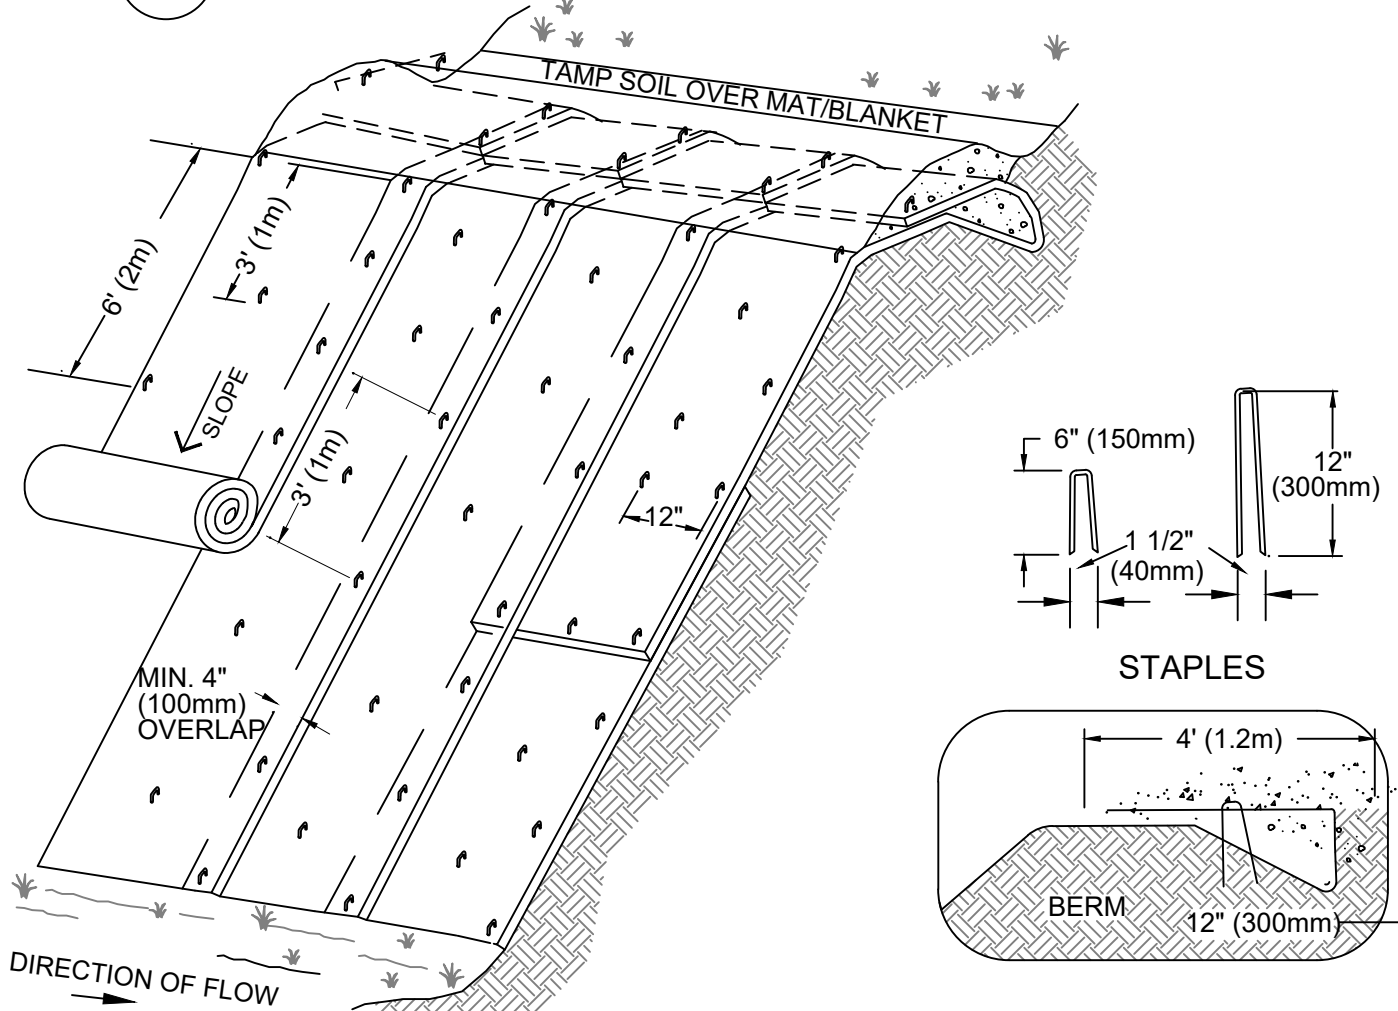 TAMP SOIL OVER MAT/BLANKET
6' (2m)
3' (1m)
SLOPE
3' (1m)
12"
MIN. 4"
(100mm)
OVERLAP
DIRECTION OF FLOW
6" (150mm)
12"
(300mm)
1 1/2"
(40mm)
STAPLES
4' (1.2m)
BERM
12" (300mm)